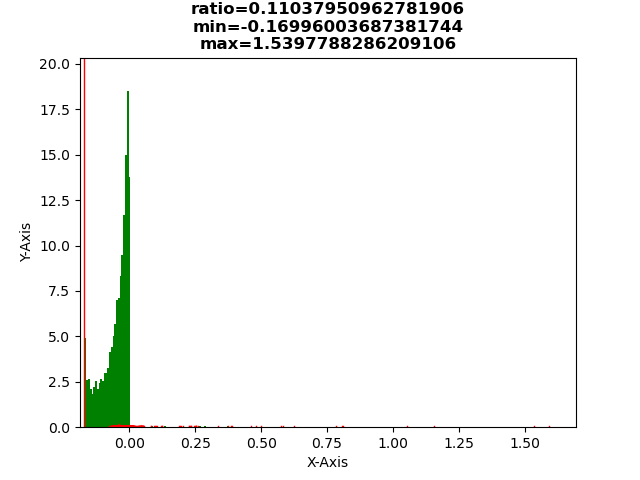 ratio=0.11037950962781906
min=-0.16996003687381744
max=1.5397788286209106
20.0
17.5
15.0
12.5
10.0
7.5
5.0
2.5
0.0
Y-Axis
0.00 0.25 0.50 0.75 1.00 1.25 1.50
X-Axis